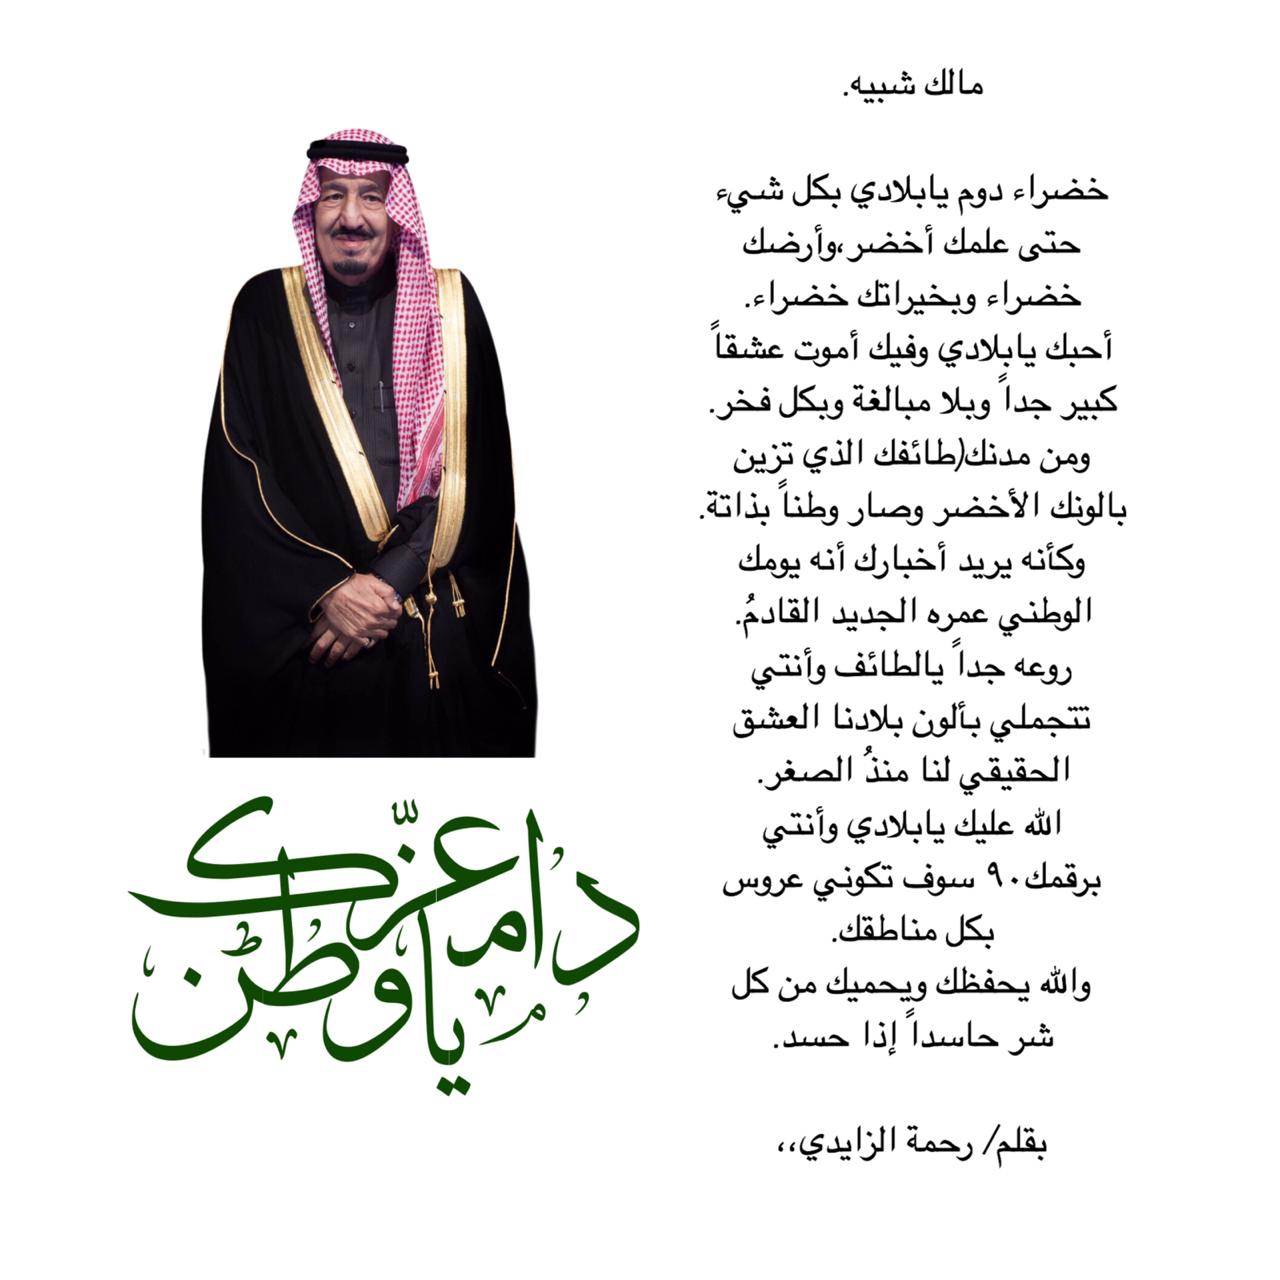 مالك شبيه.
خضراء دوم يابلادي بكل شيء
حتى علمك أخضر،وأرضك
خضراء وبخيراتك خضراء.
أحبك يابلادي وفيك أموت عشقاً
كبير جداً وبلا مبالغة وبكل فخر.
ومن مدنك(طائفك الذي تزين
بالونك الأخضر وصار وطناً بذاتة.
وكأنه يريد أخبارك أنه يومك
الوطني عمره الجديد القادمُ.
روعه جداً يالطائف وأنتي
تتجملي بألون بلادنا العشق
الحقيقي لنا منذُ الصغر.
الله عليك يابلادي وأنتي
برقمك٩٠ سوف تكوني عروس
بكل مناطقك.
والله يحفظك ويحميك من كل
شر حاسداً إذا حسد.
بقلم/ رحمة الزايدي،،
دام عزّك
يا وطن